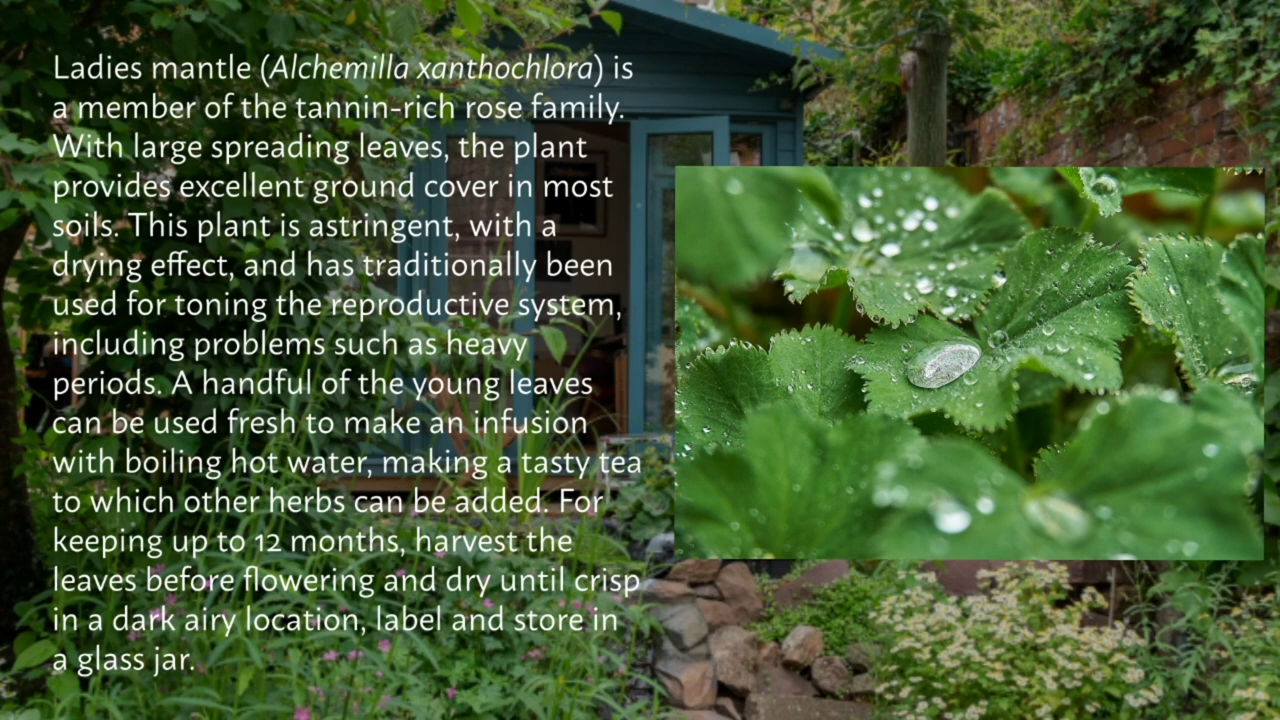 Ladies mantle (Alchemilla xanthochlora) is
a member of the tannin-rich rose family.
With large spreading leaves, the plant
provides excellent ground cover in most
soils. This plant is astringent, with a
drying effect, and has traditionally been
used for toning the reproductive system,
including problems such as heavy
periods. A handful of the young leaves
can be used fresh to make an infusion
with boiling hot water, making a tasty tea
to which other herbs can be added. For
keeping up to 12 months, harvest the
leaves before flowering and dry until crisp
in a dark airy location, label and store in
a glass jar.